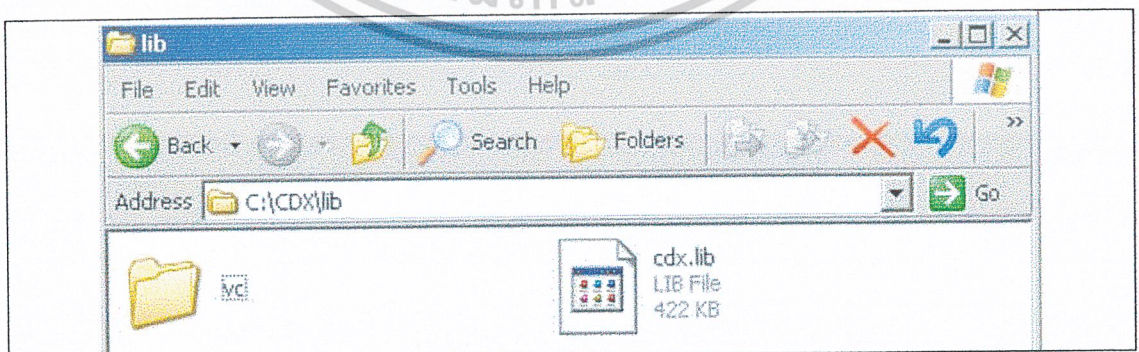 lib
File Edit View Favorites Tools Help
Back Search Folders »
Address C:\CDX\lib Go
vc
cdx.lib
LIB File
422 KB